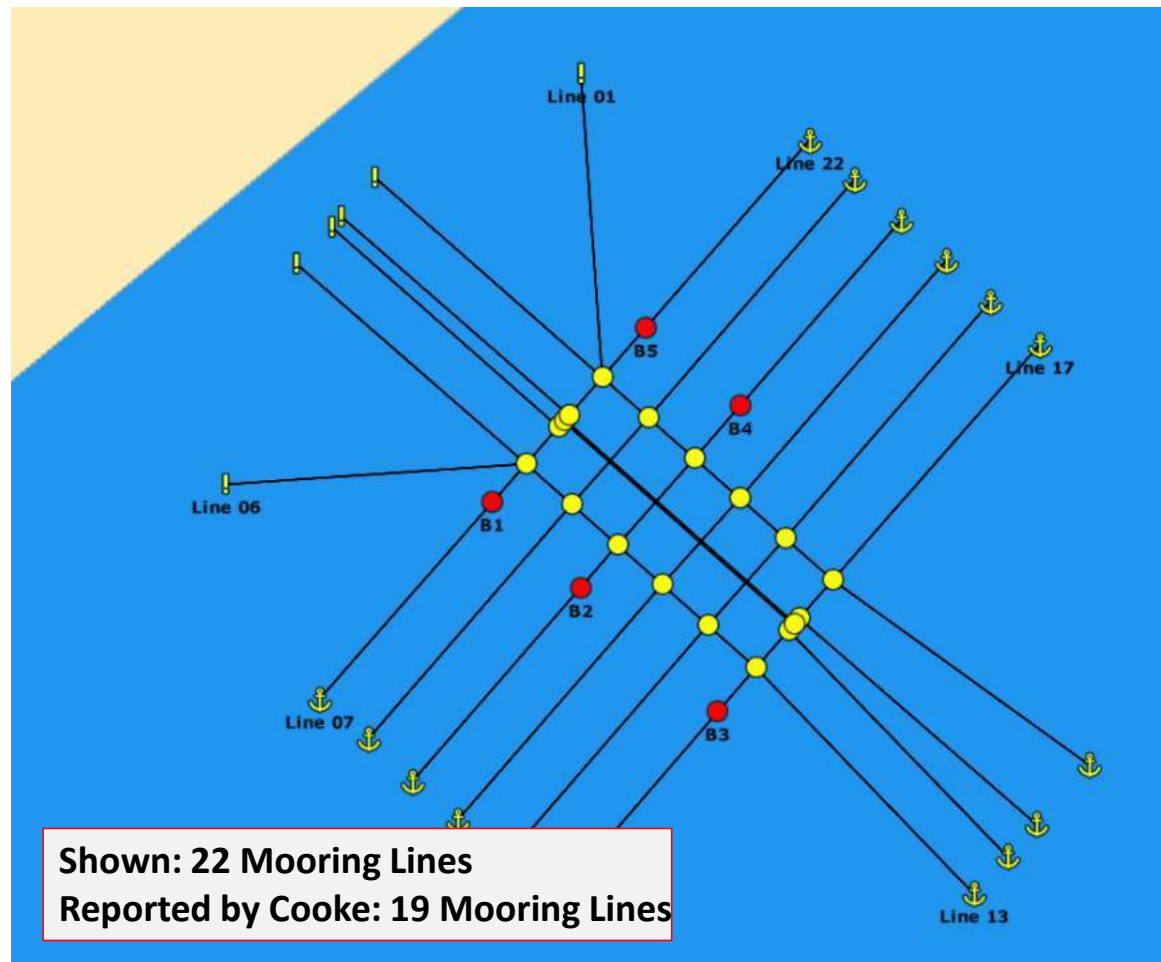 Line 01
Line 22
B5
Line 17
B4
Line 06
B1
B2
Line 07
B3
Shown: 22 Mooring Lines
Reported by Cooke: 19 Mooring Lines
Line 13